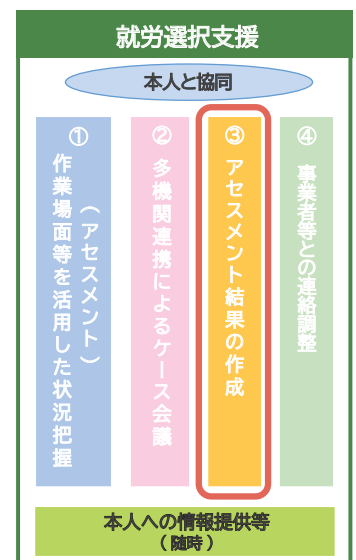 就労選択支援
本人と協同
①
作業場面等を活用した状況把握
（アセスメント）
②
多機関連携によるケース会議
③
アセスメント結果の作成
④
事業者等との連絡調整
本人への情報提供等
（随時）